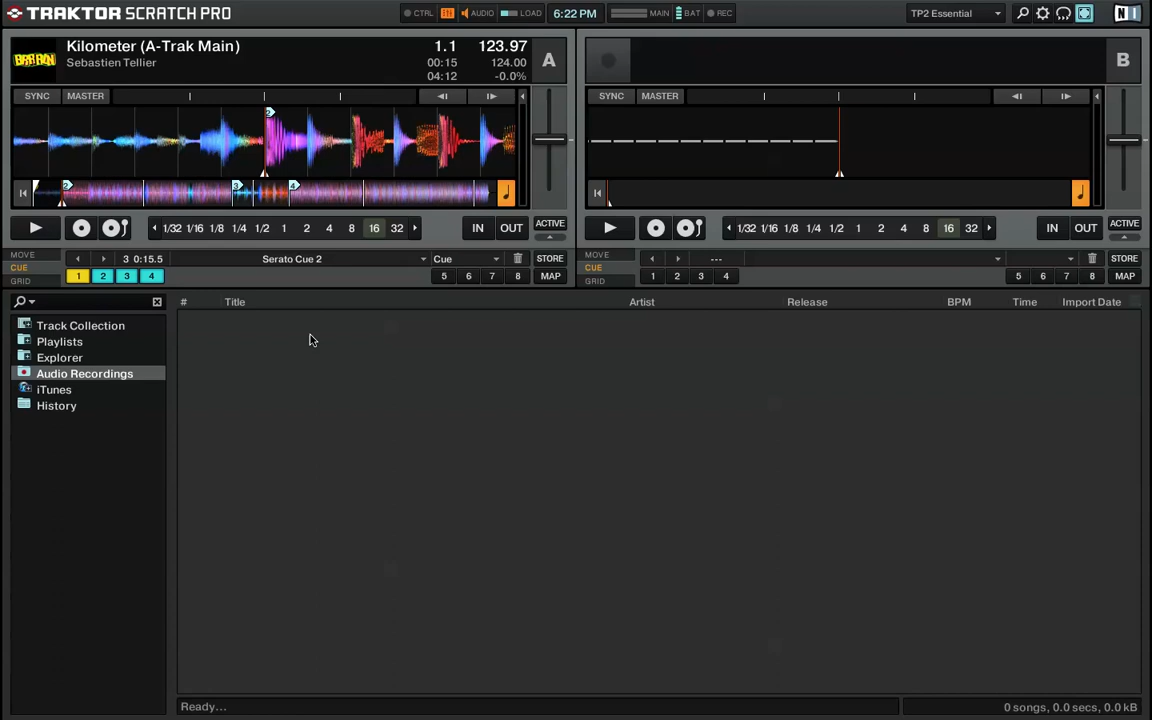 TRAKTOR SCRATCH PRO
CTRL IN AUDIO LOAD 6:22 PM MAIN BAT REC
TP2 Essential
Kilometer (A-Trak Main) 1.1 123.97
Sebastien Tellier 00:15 124.00
04:12 -0.0%
A
B
SYNC MASTER
SYNC MASTER
2
2 3 4
1/32 1/16 1/8 1/4 1/2 1 2 4 8 16 32 IN OUT ACTIVE
1/32 1/16 1/8 1/4 1/2 1 2 4 8 16 32 IN OUT ACTIVE
MOVE
CUE
GRID
3 0:15.5 Serato Cue 2 Cue STORE
1 2 3 4 5 6 7 8 MAP
MOVE
CUE
GRID
--- STORE
1 2 3 4 5 6 7 8 MAP
# Title Artist Release BPM Time Import Date
Track Collection
Playlists
Explorer
Audio Recordings
iTunes
History
Ready... 0 songs, 0.0 secs, 0.0 kB